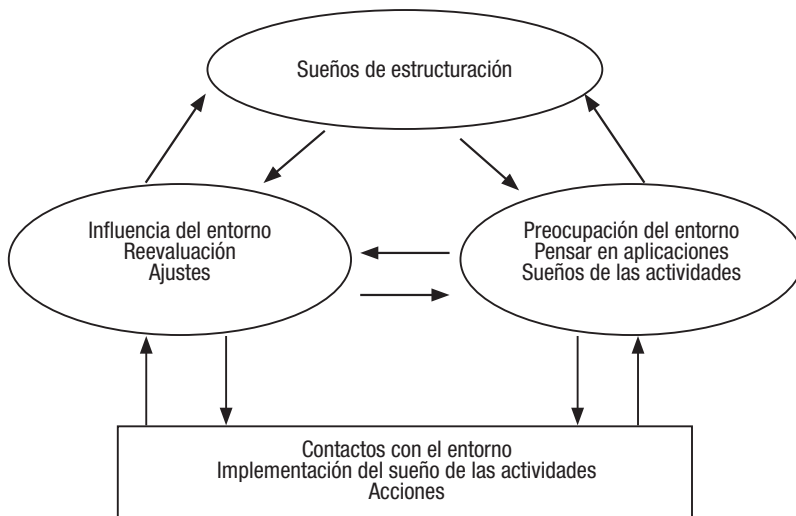 Sueños de estructuración
Influencia del entorno
Reevaluación
Ajustes
Preocupación del entorno
Pensar en aplicaciones
Sueños de las actividades
Contactos con el entorno
Implementación del sueño de las actividades
Acciones